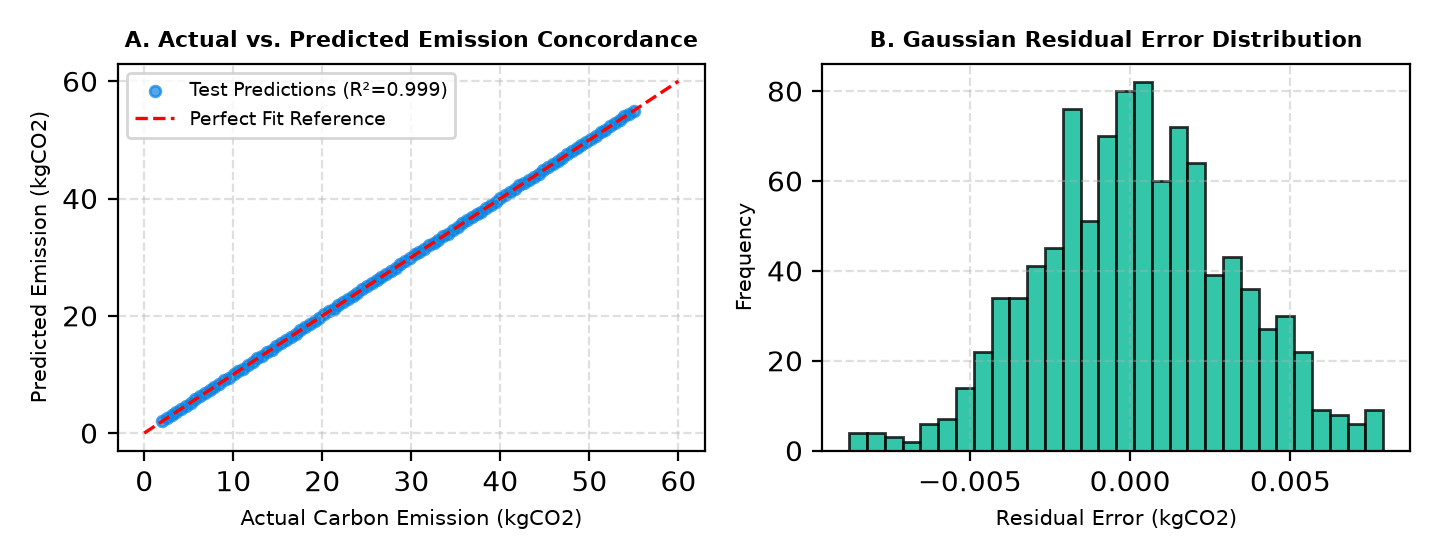 A. Actual vs. Predicted Emission Concordance
Predicted Emission (kgCO2)
60
40
20
0
Test Predictions (R²=0.999)
Perfect Fit Reference
0 10 20 30 40 50 60
Actual Carbon Emission (kgCO2)
B. Gaussian Residual Error Distribution
Frequency
80
60
40
20
0
−0.005 0.000 0.005
Residual Error (kgCO2)